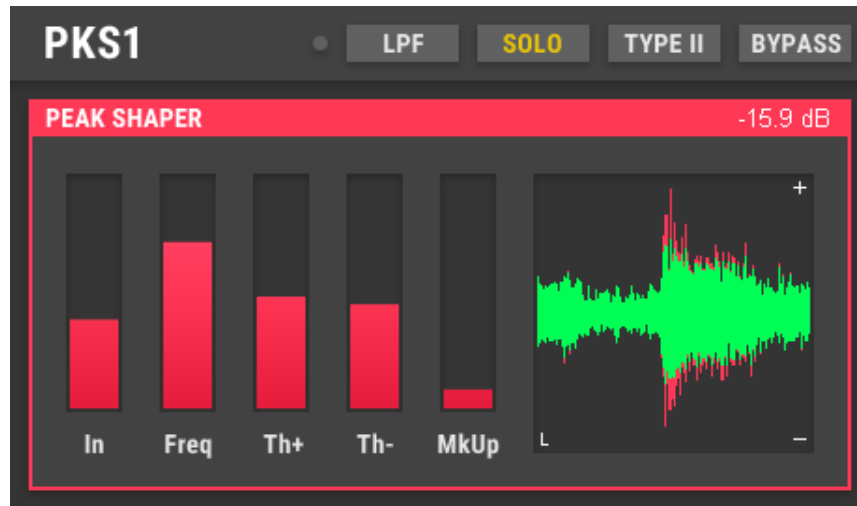 PKS1 LPF SOLO TYPE II BYPASS
PEAK SHAPER -15.9 dB
+
In Freq Th+ Th- MkUp L −